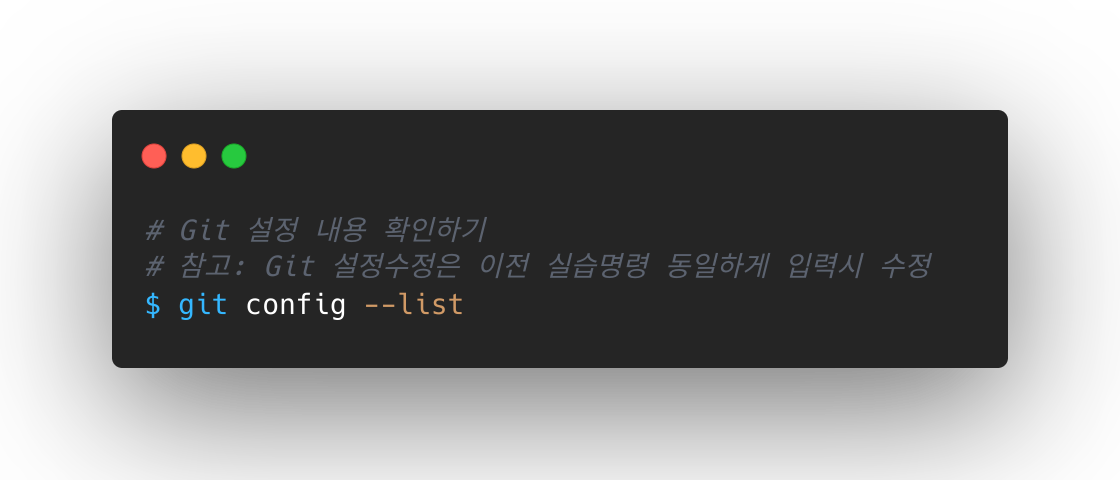 # Git 설정 내용 확인하기
# 참고: Git 설정수정은 이전 실습명령 동일하게 입력시 수정
$ git config --list